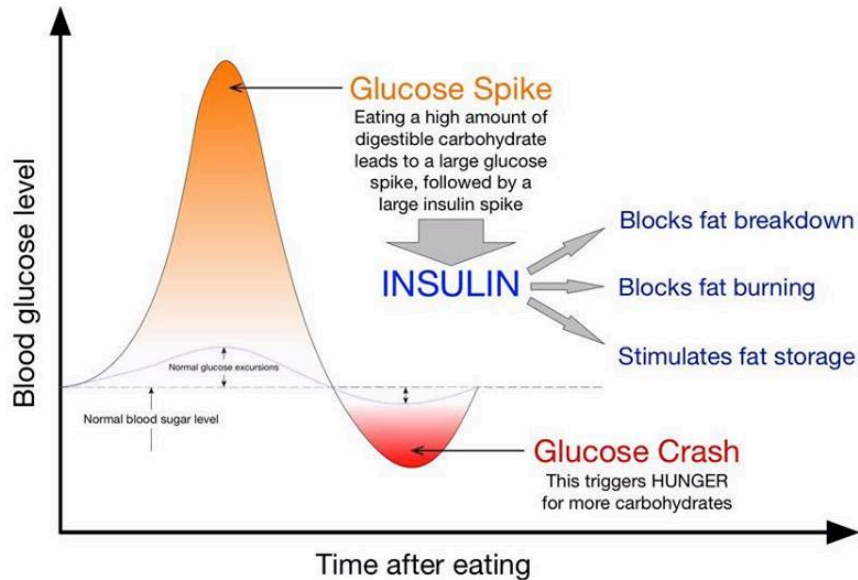 Blood glucose level
Glucose Spike
Eating a high amount of
digestible carbohydrate
leads to a large glucose
spike, followed by a
large insulin spike
INSULIN
Blocks fat breakdown
Blocks fat burning
Stimulates fat storage
Normal glucose excursions
Normal blood sugar level
Glucose Crash
This triggers HUNGER
for more carbohydrates
Time after eating